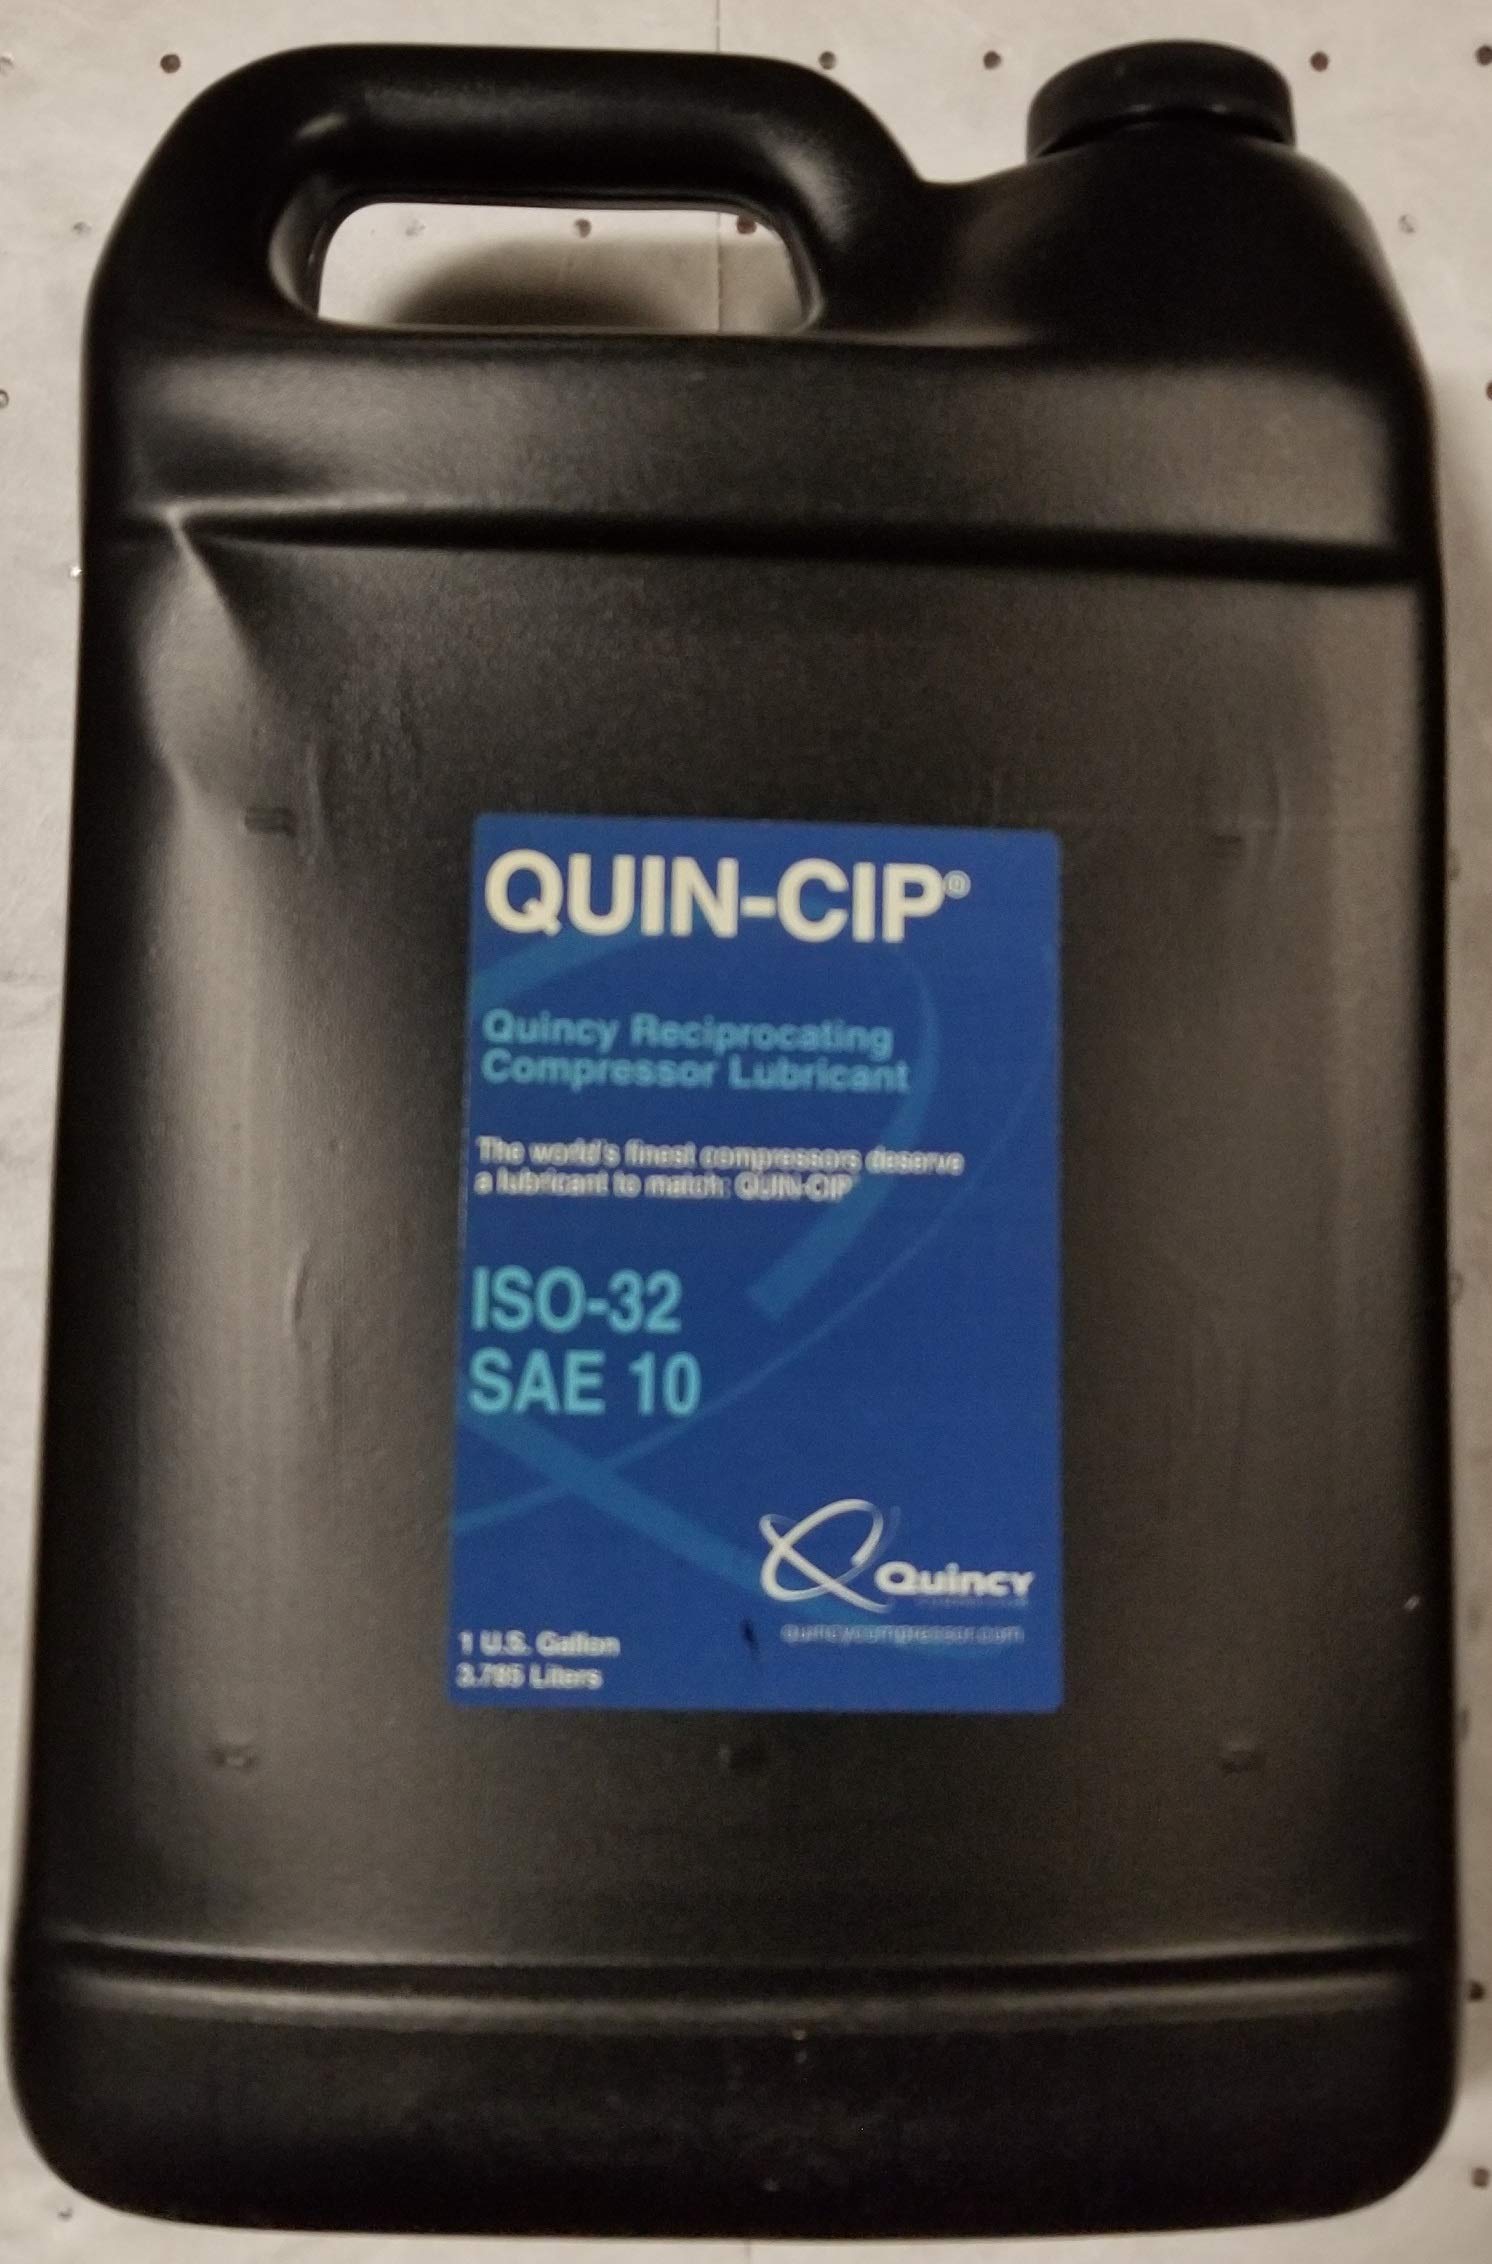 QUIN-CIP®
Quincy Reciprocating
Compressor Lubricant
The world's finest compressors deserve
a lubricant to match: QUIN-CIP
ISO-32
SAE 10
Quincy
quincycompressor.com
1 U.S. Gallon
3.785 Liters